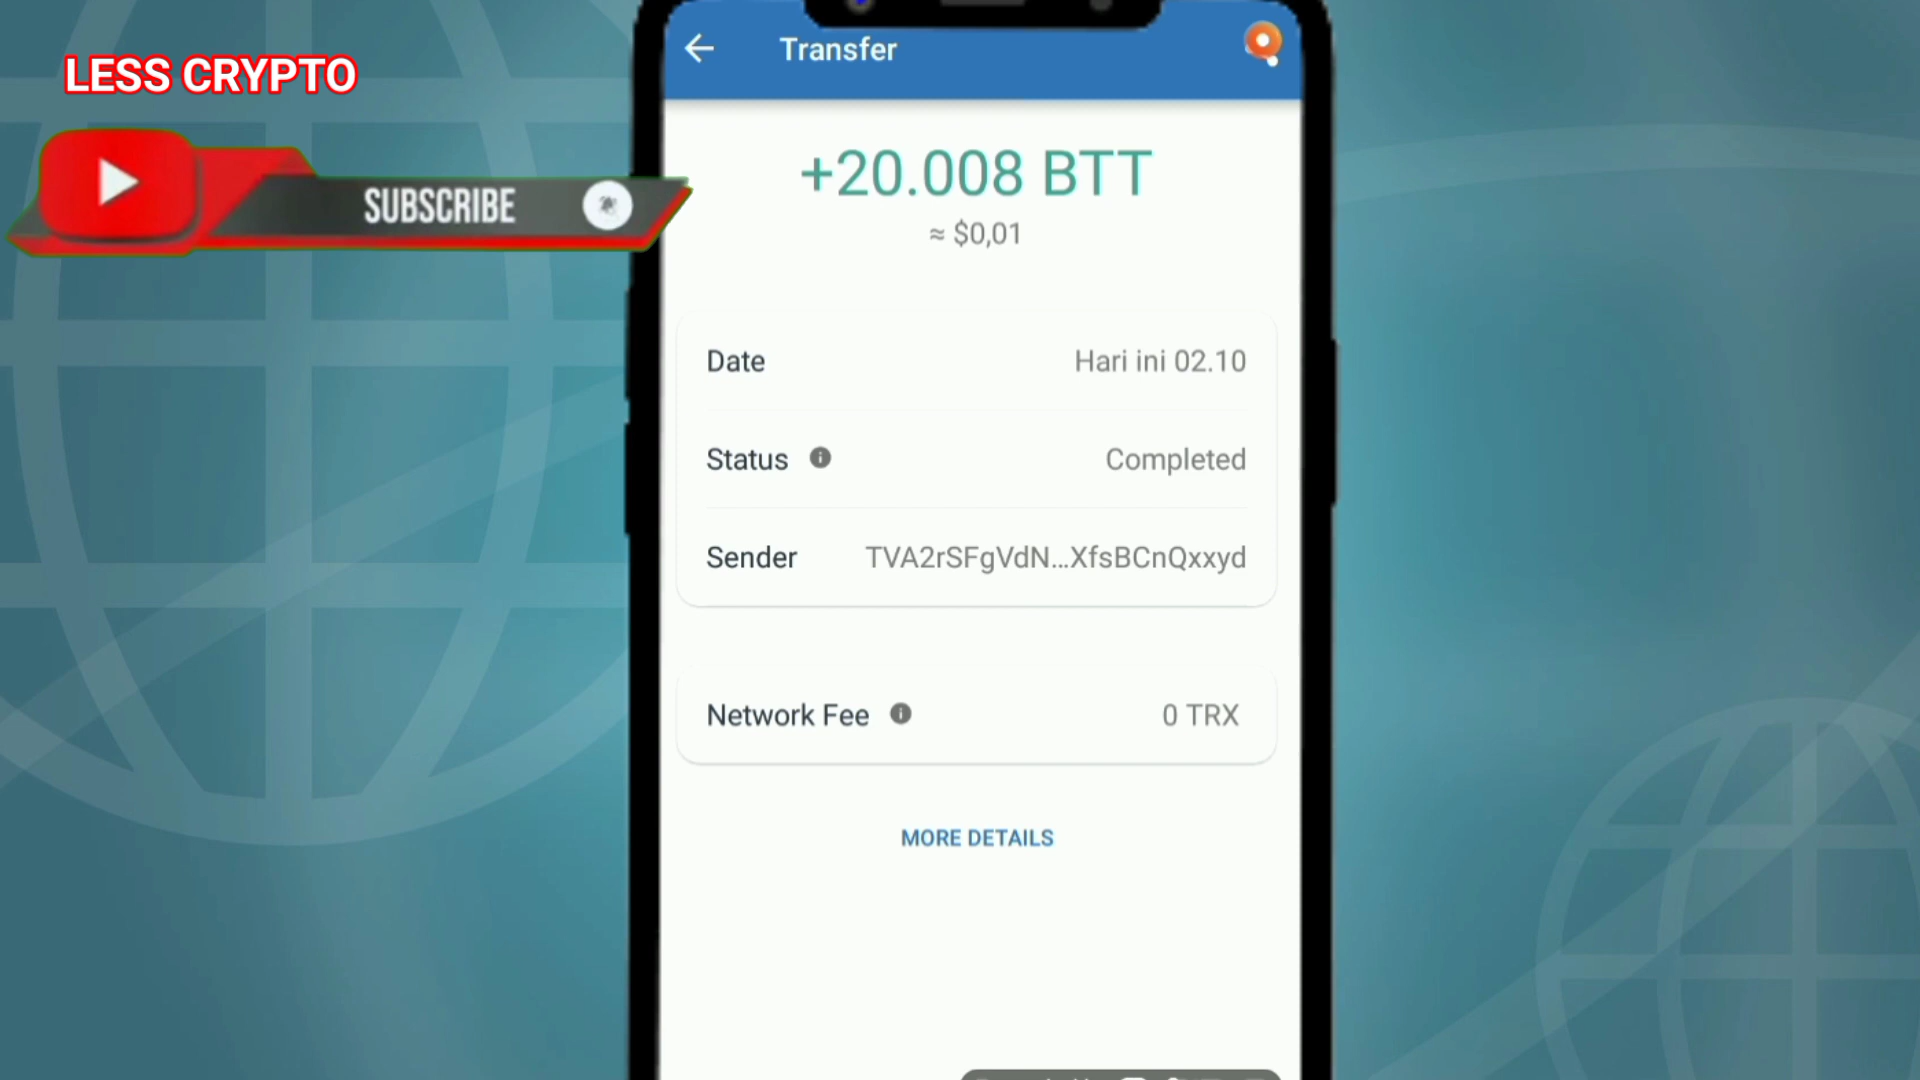 LESS CRYPTO
SUBSCRIBE
Transfer
+20.008 BTT
≈ $0,01
Date
Hari ini 02.10
Status
Completed
Sender
TVA2rSFgVdN...XfsBCnQxxyd
Network Fee
0 TRX
MORE DETAILS